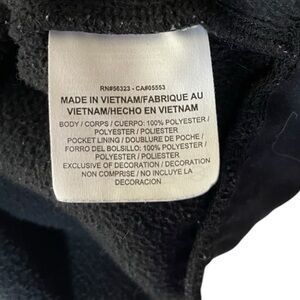 RN#56323 - CA#05553
MADE IN VIETNAM/FABRIQUE AU
VIETNAM/HECHO EN VIETNAM
BODY / CORPS / CUERPO: 100% POLYESTER /
POLYESTER / POLIESTER
POCKET LINING / DOUBLURE DE POCHE /
FORRO DEL BOLSILLO: 100% POLYESTER /
POLYESTER / POLIESTER
EXCLUSIVE OF DECORATION / DECORATION
NON COMPRISE / NO INCLUYE LA
DECORACION